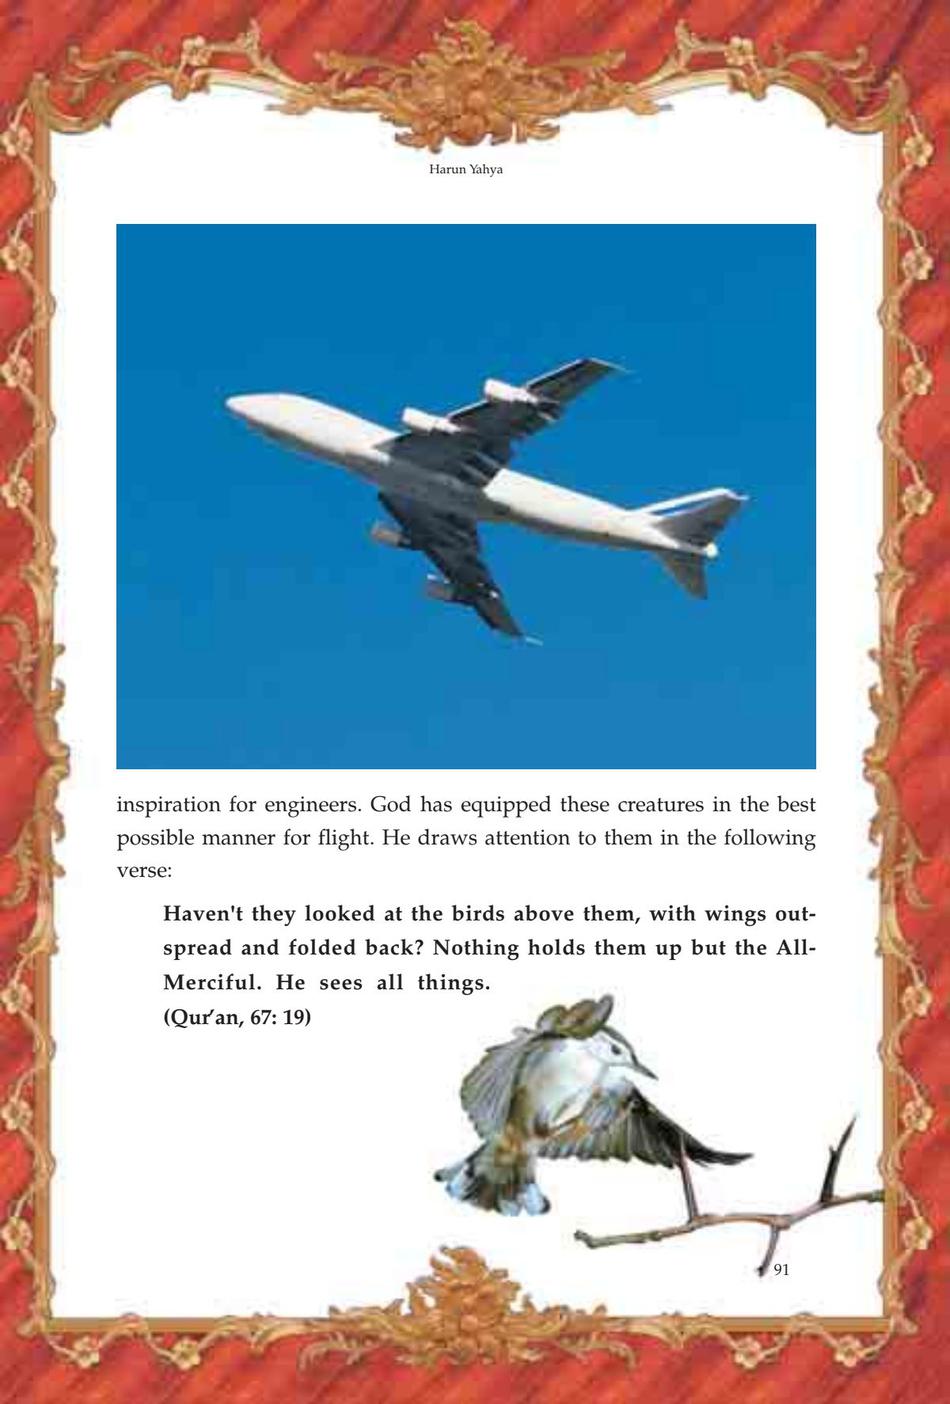 Harun Yahya
inspiration for engineers. God has equipped these creatures in the best
possible manner for flight. He draws attention to them in the following
verse:
Haven't they looked at the birds above them, with wings out-
spread and folded back? Nothing holds them up but the All-
Merciful. He sees all things.
(Qur’an, 67: 19)
91